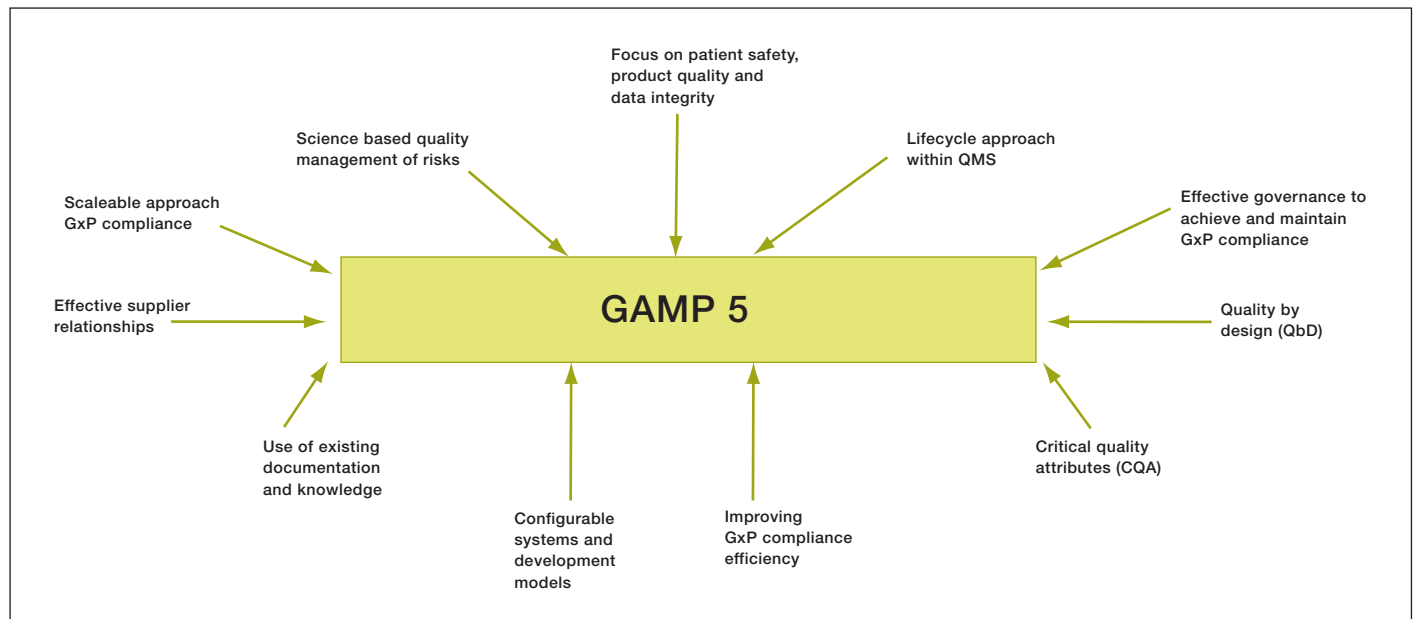 Focus on patient safety,
product quality and
data integrity
Science based quality
management of risks
Lifecycle approach
within QMS
Scaleable approach
GxP compliance
Effective governance to
achieve and maintain
GxP compliance
GAMP 5
Effective supplier
relationships
Quality by
design (QbD)
Use of existing
documentation
and knowledge
Critical quality
attributes (CQA)
Configurable
systems and
development
models
Improving
GxP compliance
efficiency